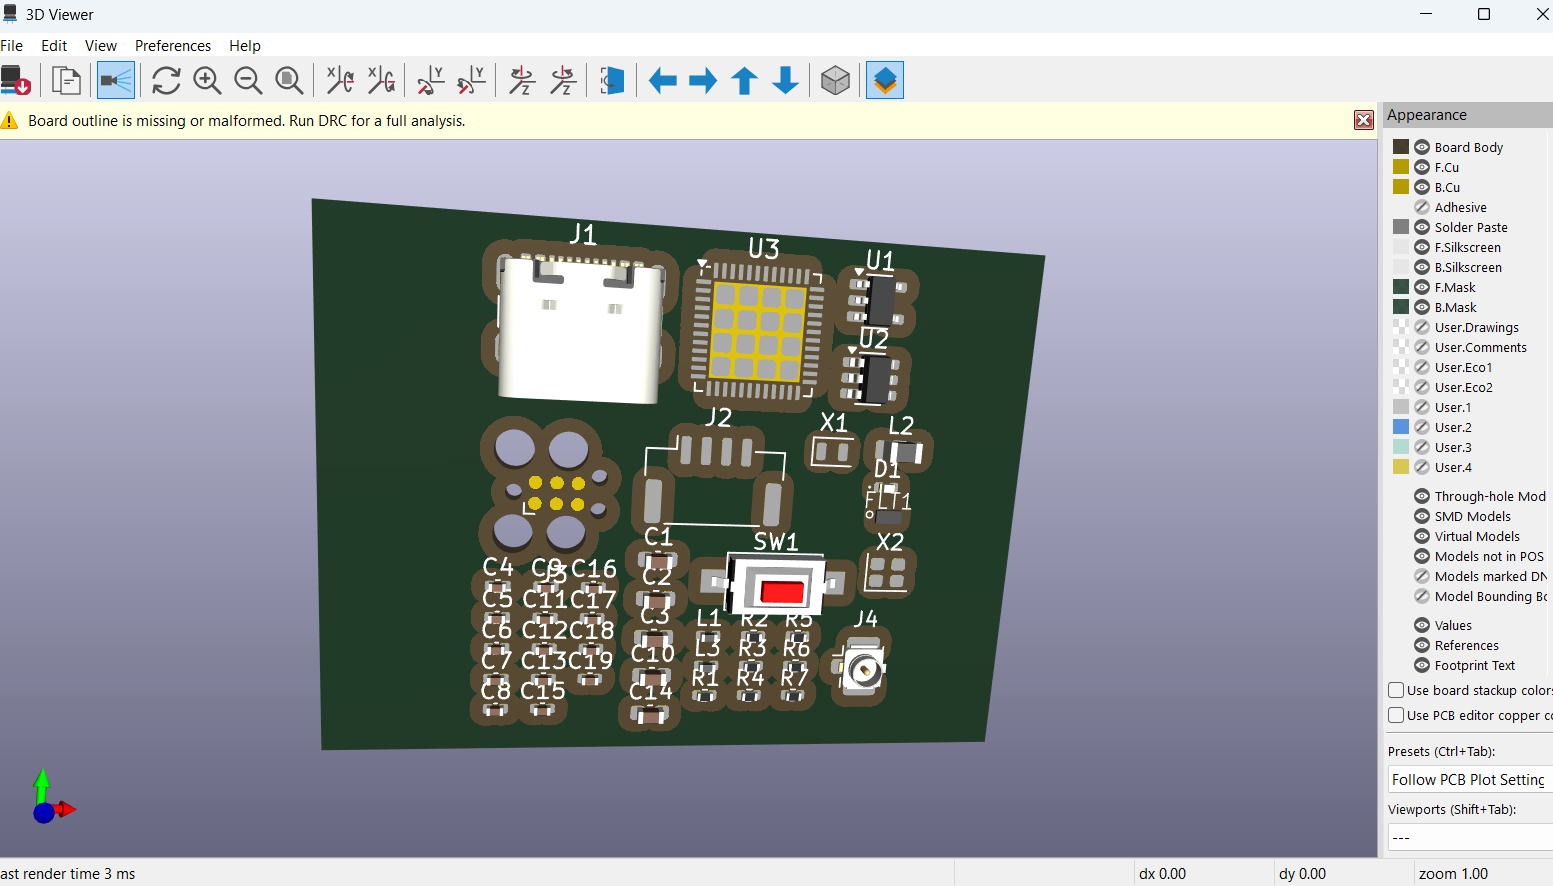 3D Viewer
File Edit View Preferences Help
Board outline is missing or malformed. Run DRC for a full analysis.
Appearance
Board Body
F.Cu
B.Cu
Adhesive
Solder Paste
F.Silkscreen
B.Silkscreen
F.Mask
B.Mask
User.Drawings
User.Comments
User.Eco1
User.Eco2
User.1
User.2
User.3
User.4
Through-hole Mod
SMD Models
Virtual Models
Models not in POS
Models marked DN
Model Bounding Bo
Values
References
Footprint Text
Use board stackup colors
Use PCB editor copper co
Presets (Ctrl+Tab):
Follow PCB Plot Setting
Viewports (Shift+Tab):
---
J1
U3
U1
U2
J2
X1
L2
D1
FLT1
C1
SW1
X2
C4 C9 J3 C16
C2
C5 C11 C17
C3 L1 R2 R5 J4
C6 C12 C18
C10 L3 R3 R6
C7 C13 C19
R1 R4 R7
C8 C15 C14
ast render time 3 ms
dx 0.00
dy 0.00
zoom 1.00